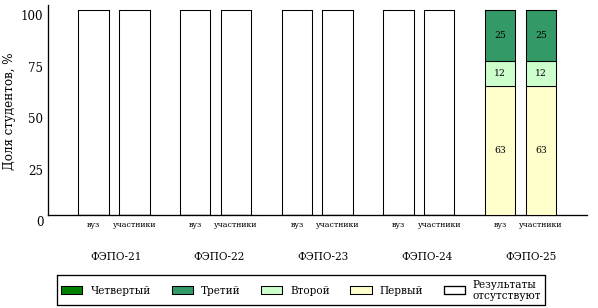 Доля студентов, %
100
75
50
25
0
25
25
12
12
63
63
вуз участники вуз участники вуз участники вуз участники вуз участники
ФЭПО-21 ФЭПО-22 ФЭПО-23 ФЭПО-24 ФЭПО-25
Четвертый Третий Второй Первый Результаты
отсутствуют